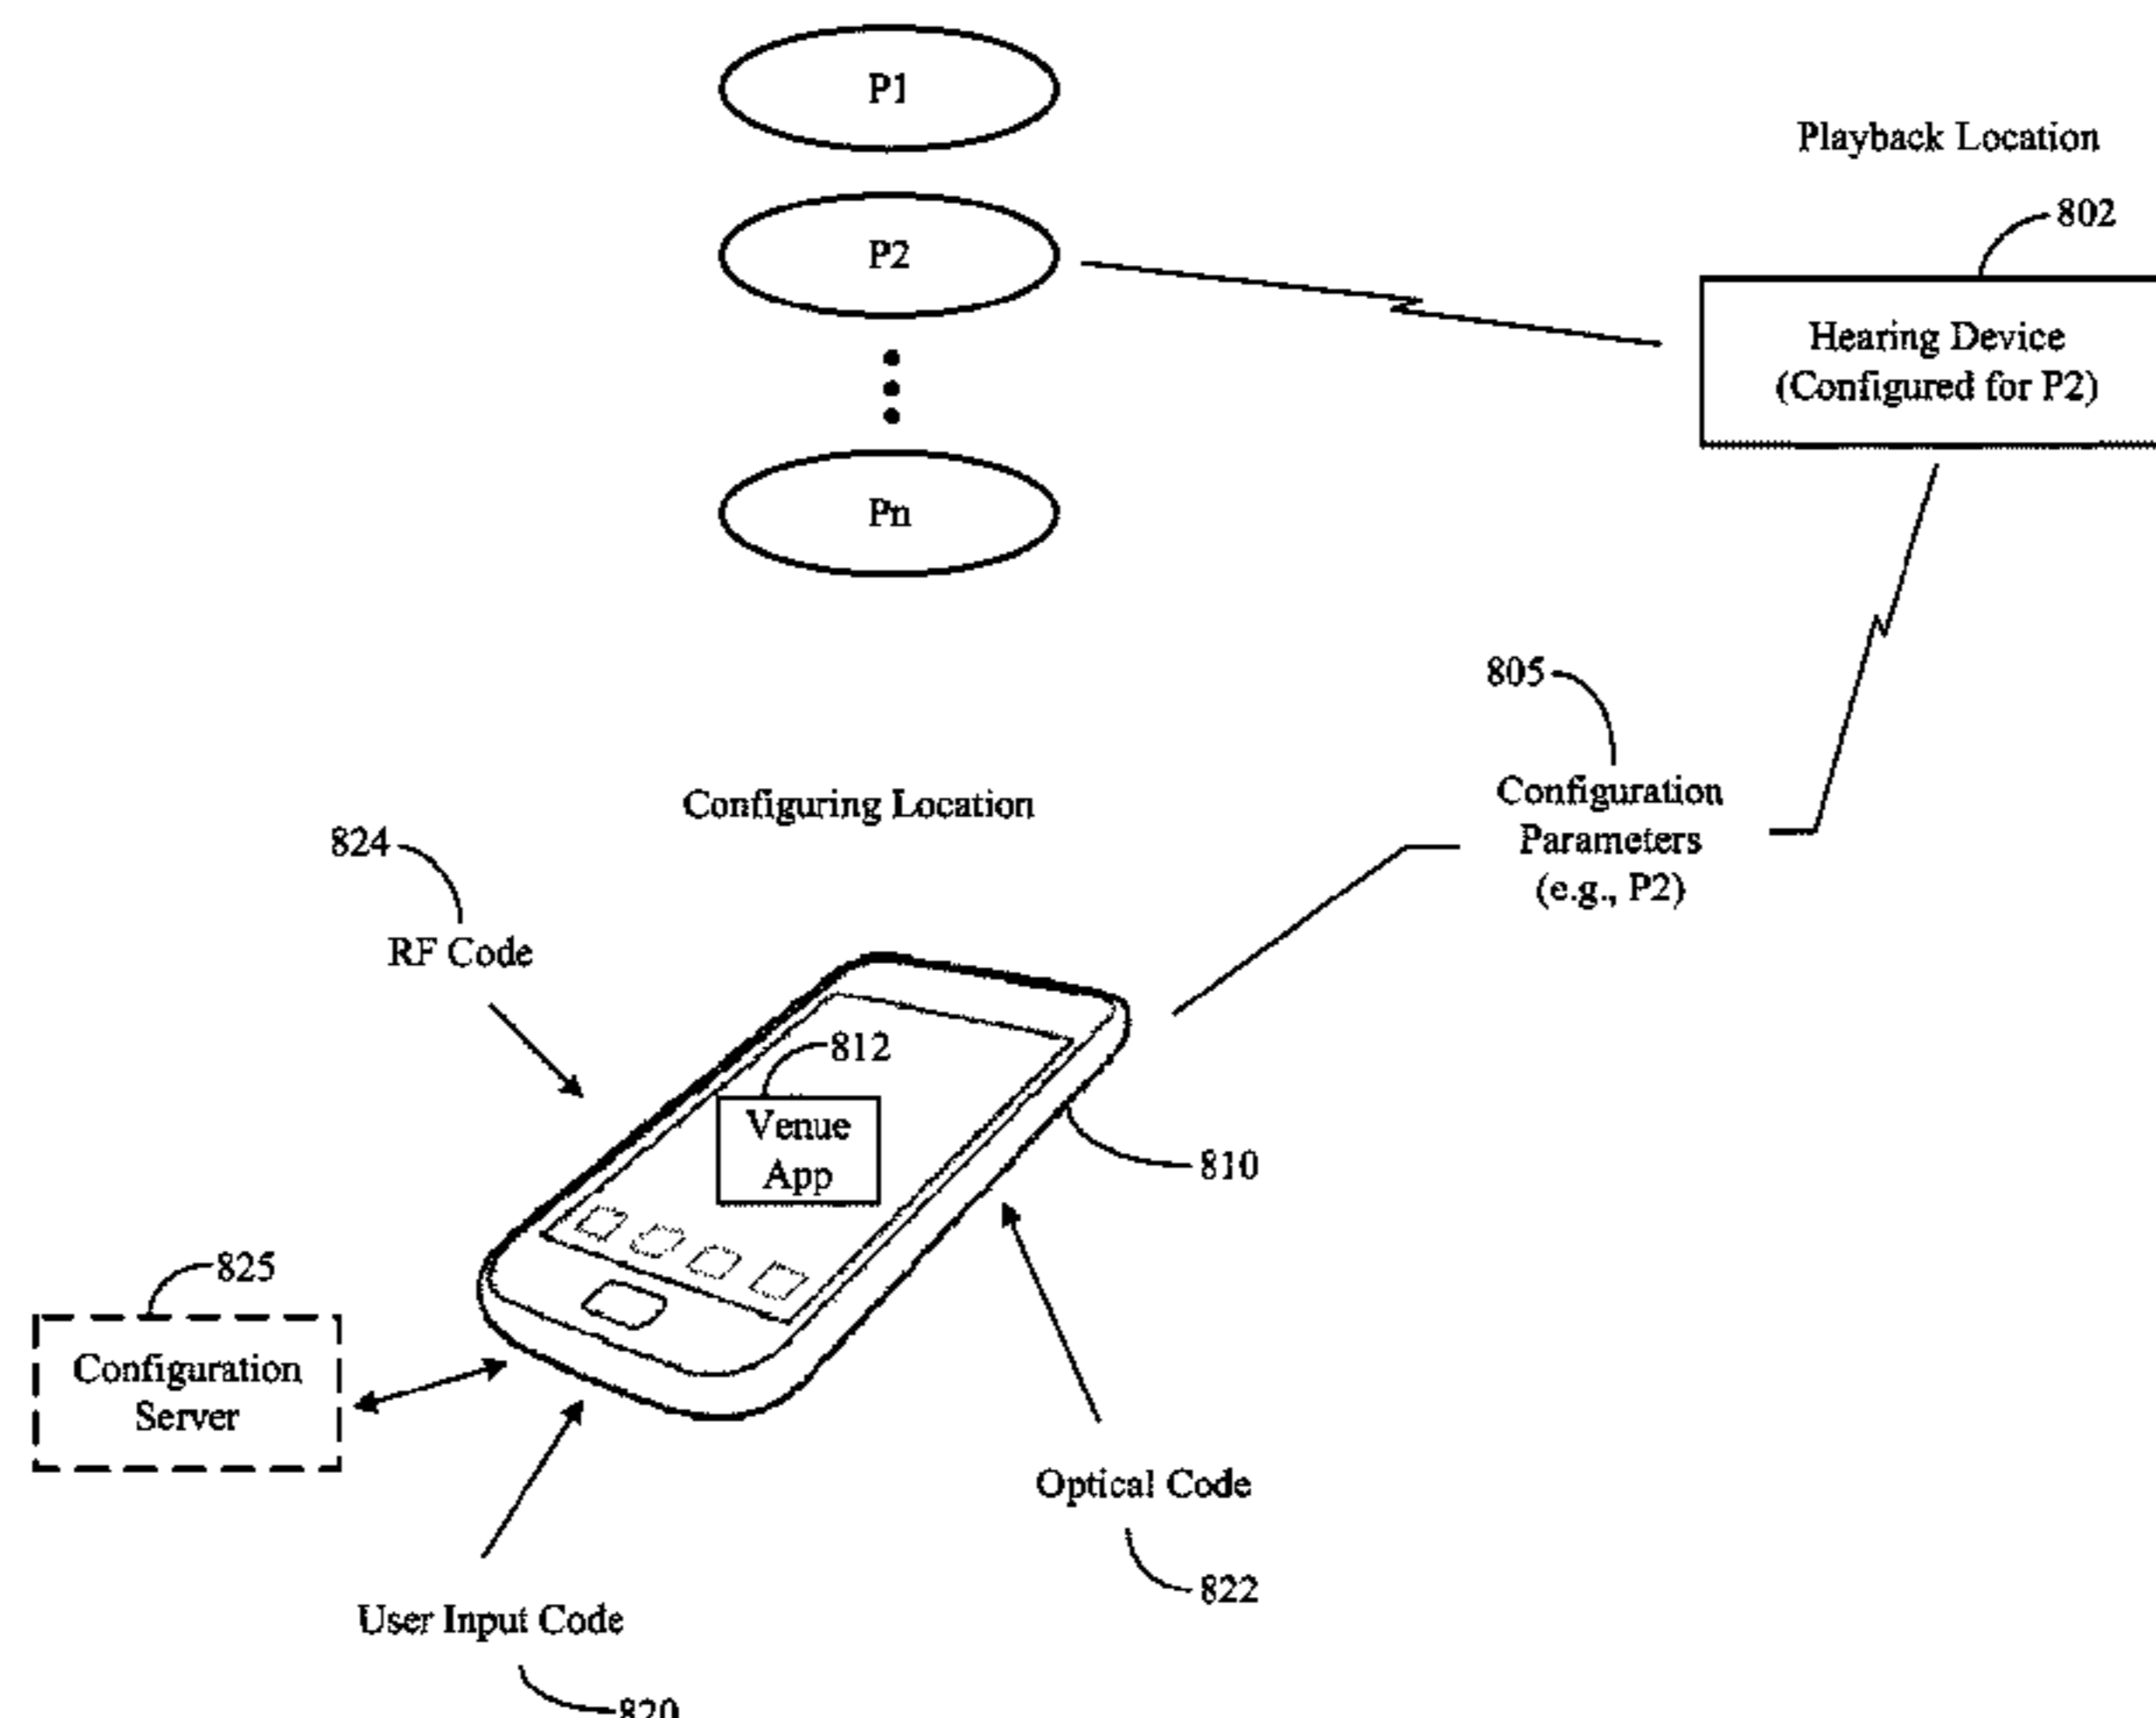 P1
Playback Location
802
P2
Hearing Device
(Configured for P2)
Pn
805
Configuration
Parameters
(e.g., P2)
Configuring Location
824
RF Code
812
Venue
App
810
825
Configuration
Server
Optical Code
822
User Input Code
820